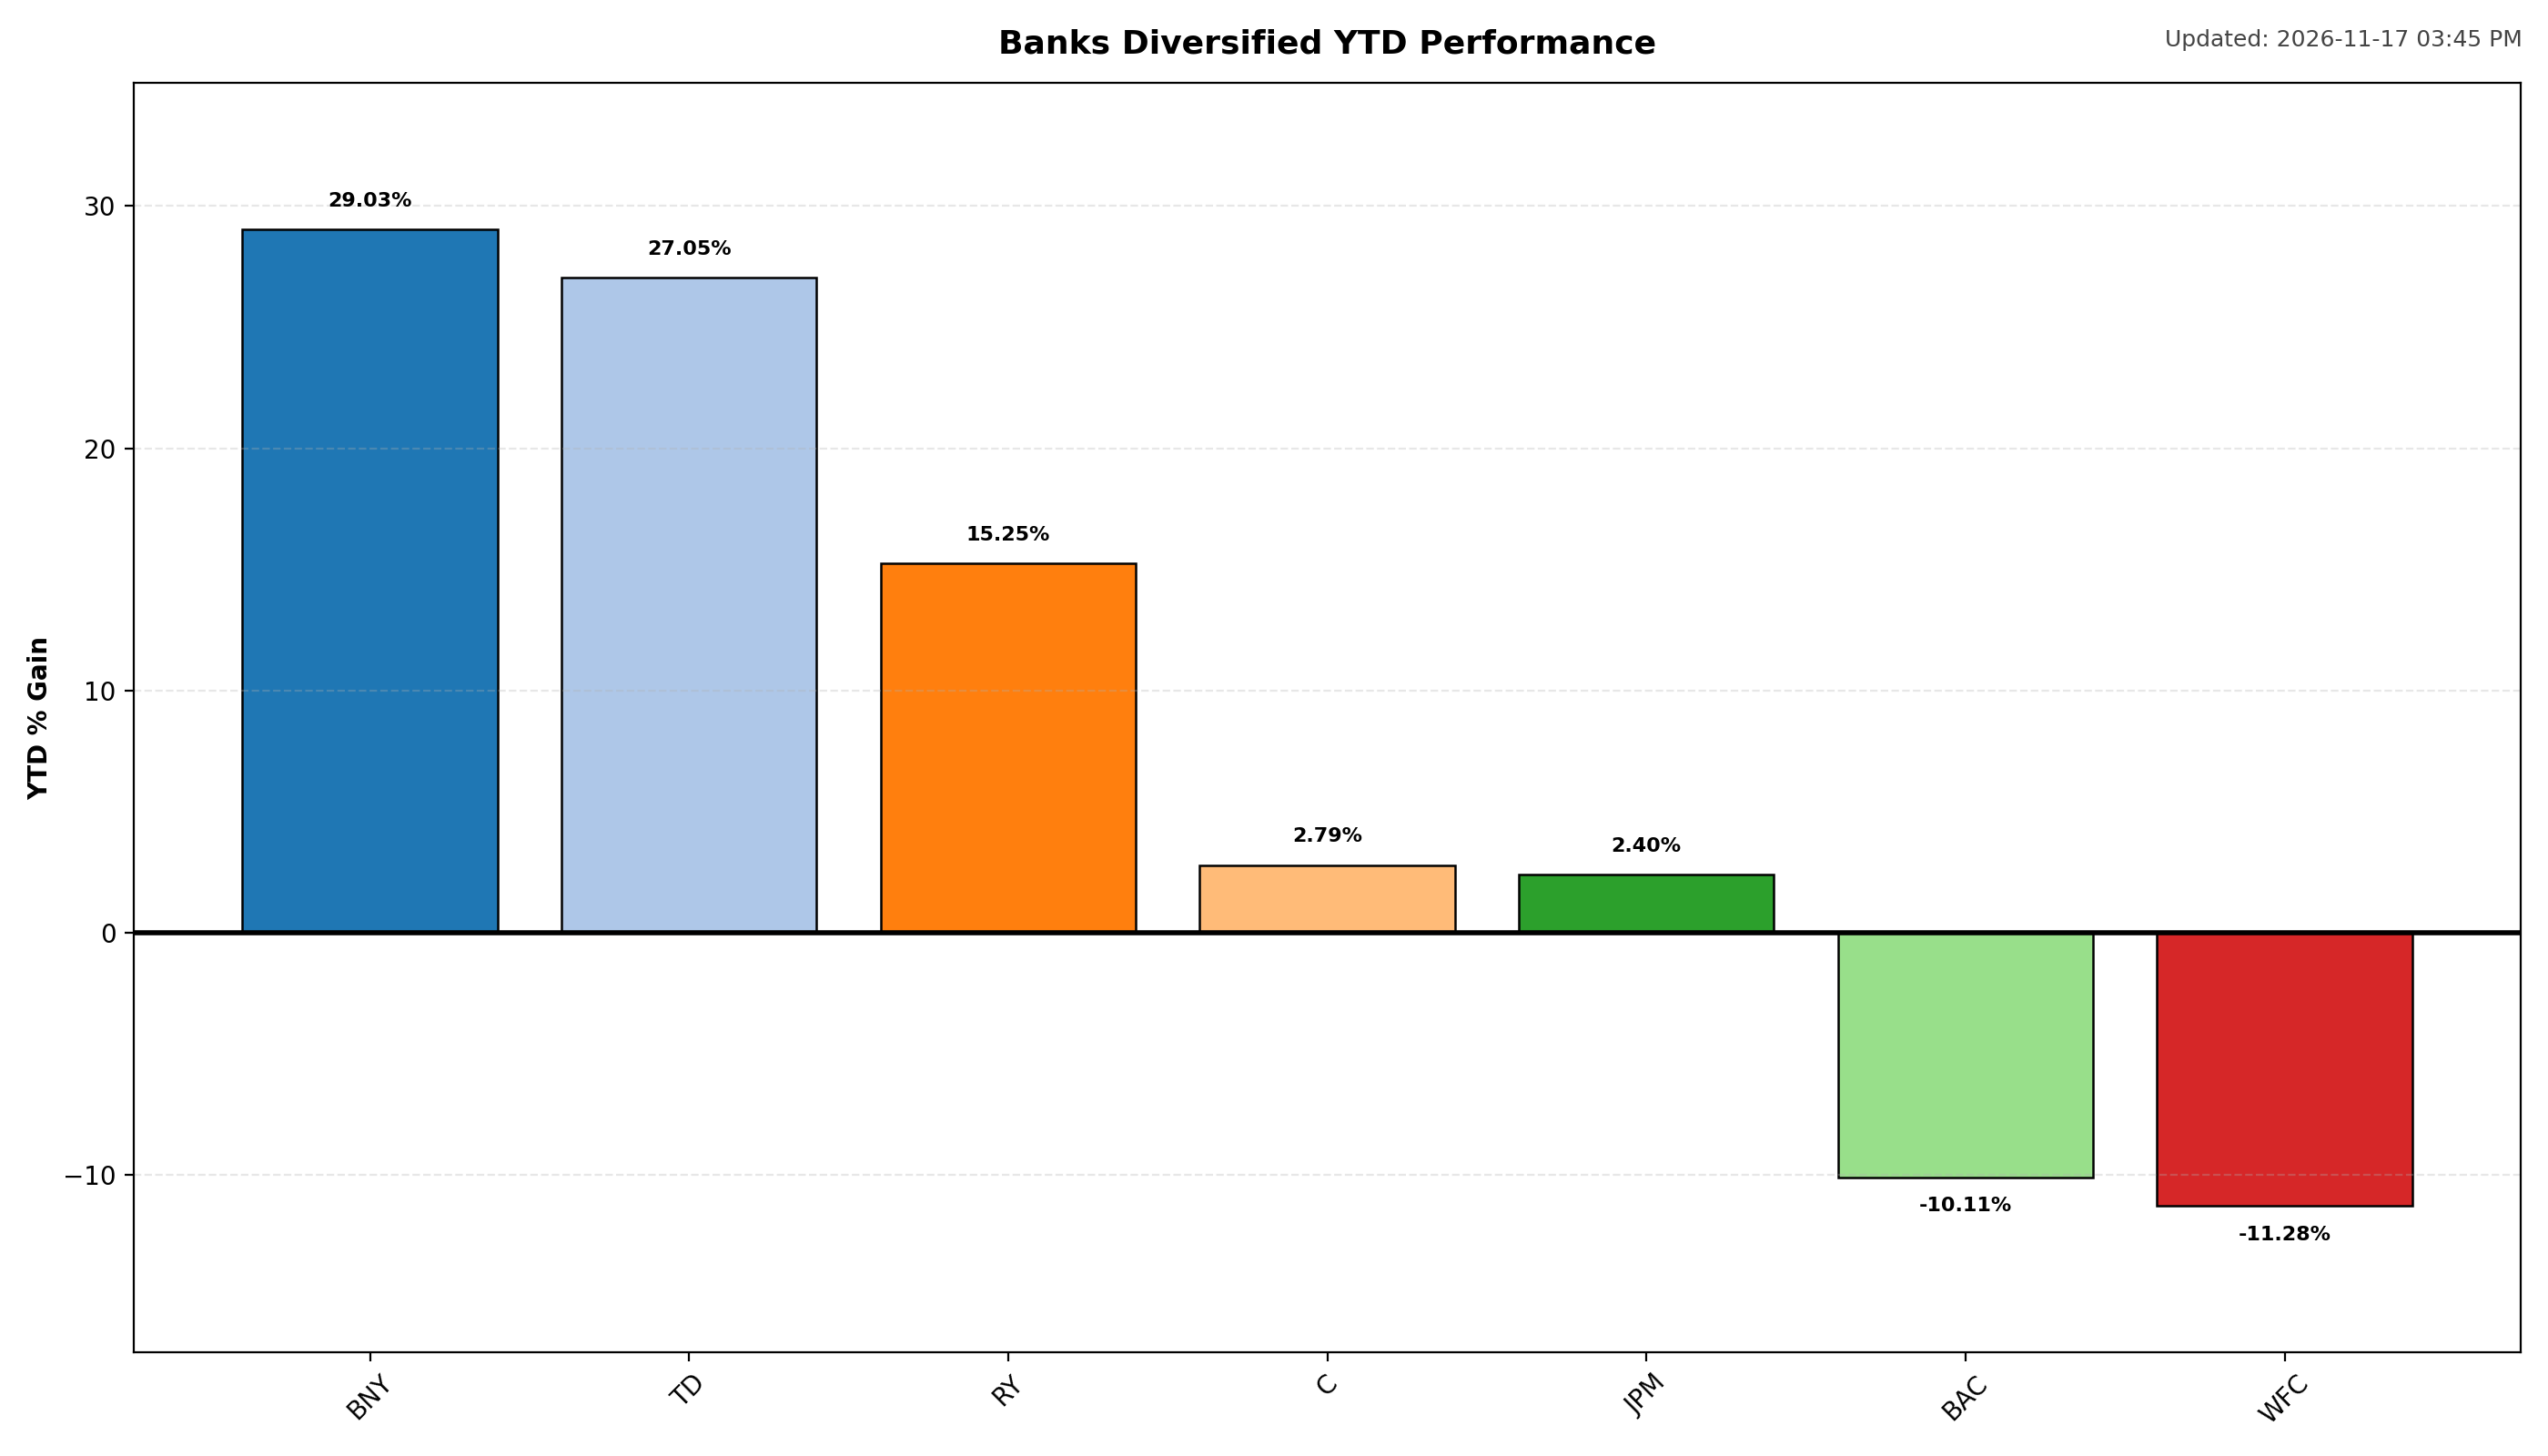 Banks Diversified YTD Performance
Updated: 2026-11-17 03:45 PM
YTD % Gain
30
20
10
0
−10
29.03%
27.05%
15.25%
2.79%
2.40%
-10.11%
-11.28%
BNY
TD
RY
C
JPM
BAC
WFC